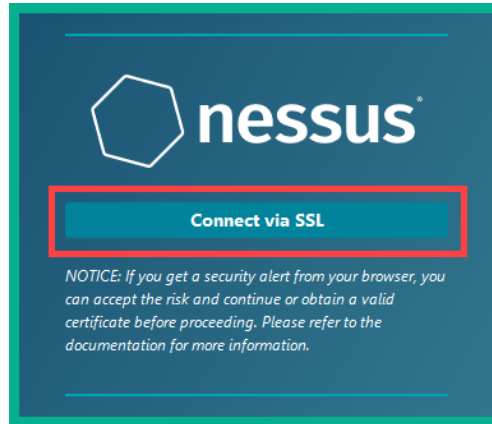 nessus®
Connect via SSL
NOTICE: If you get a security alert from your browser, you
can accept the risk and continue or obtain a valid
certificate before proceeding. Please refer to the
documentation for more information.